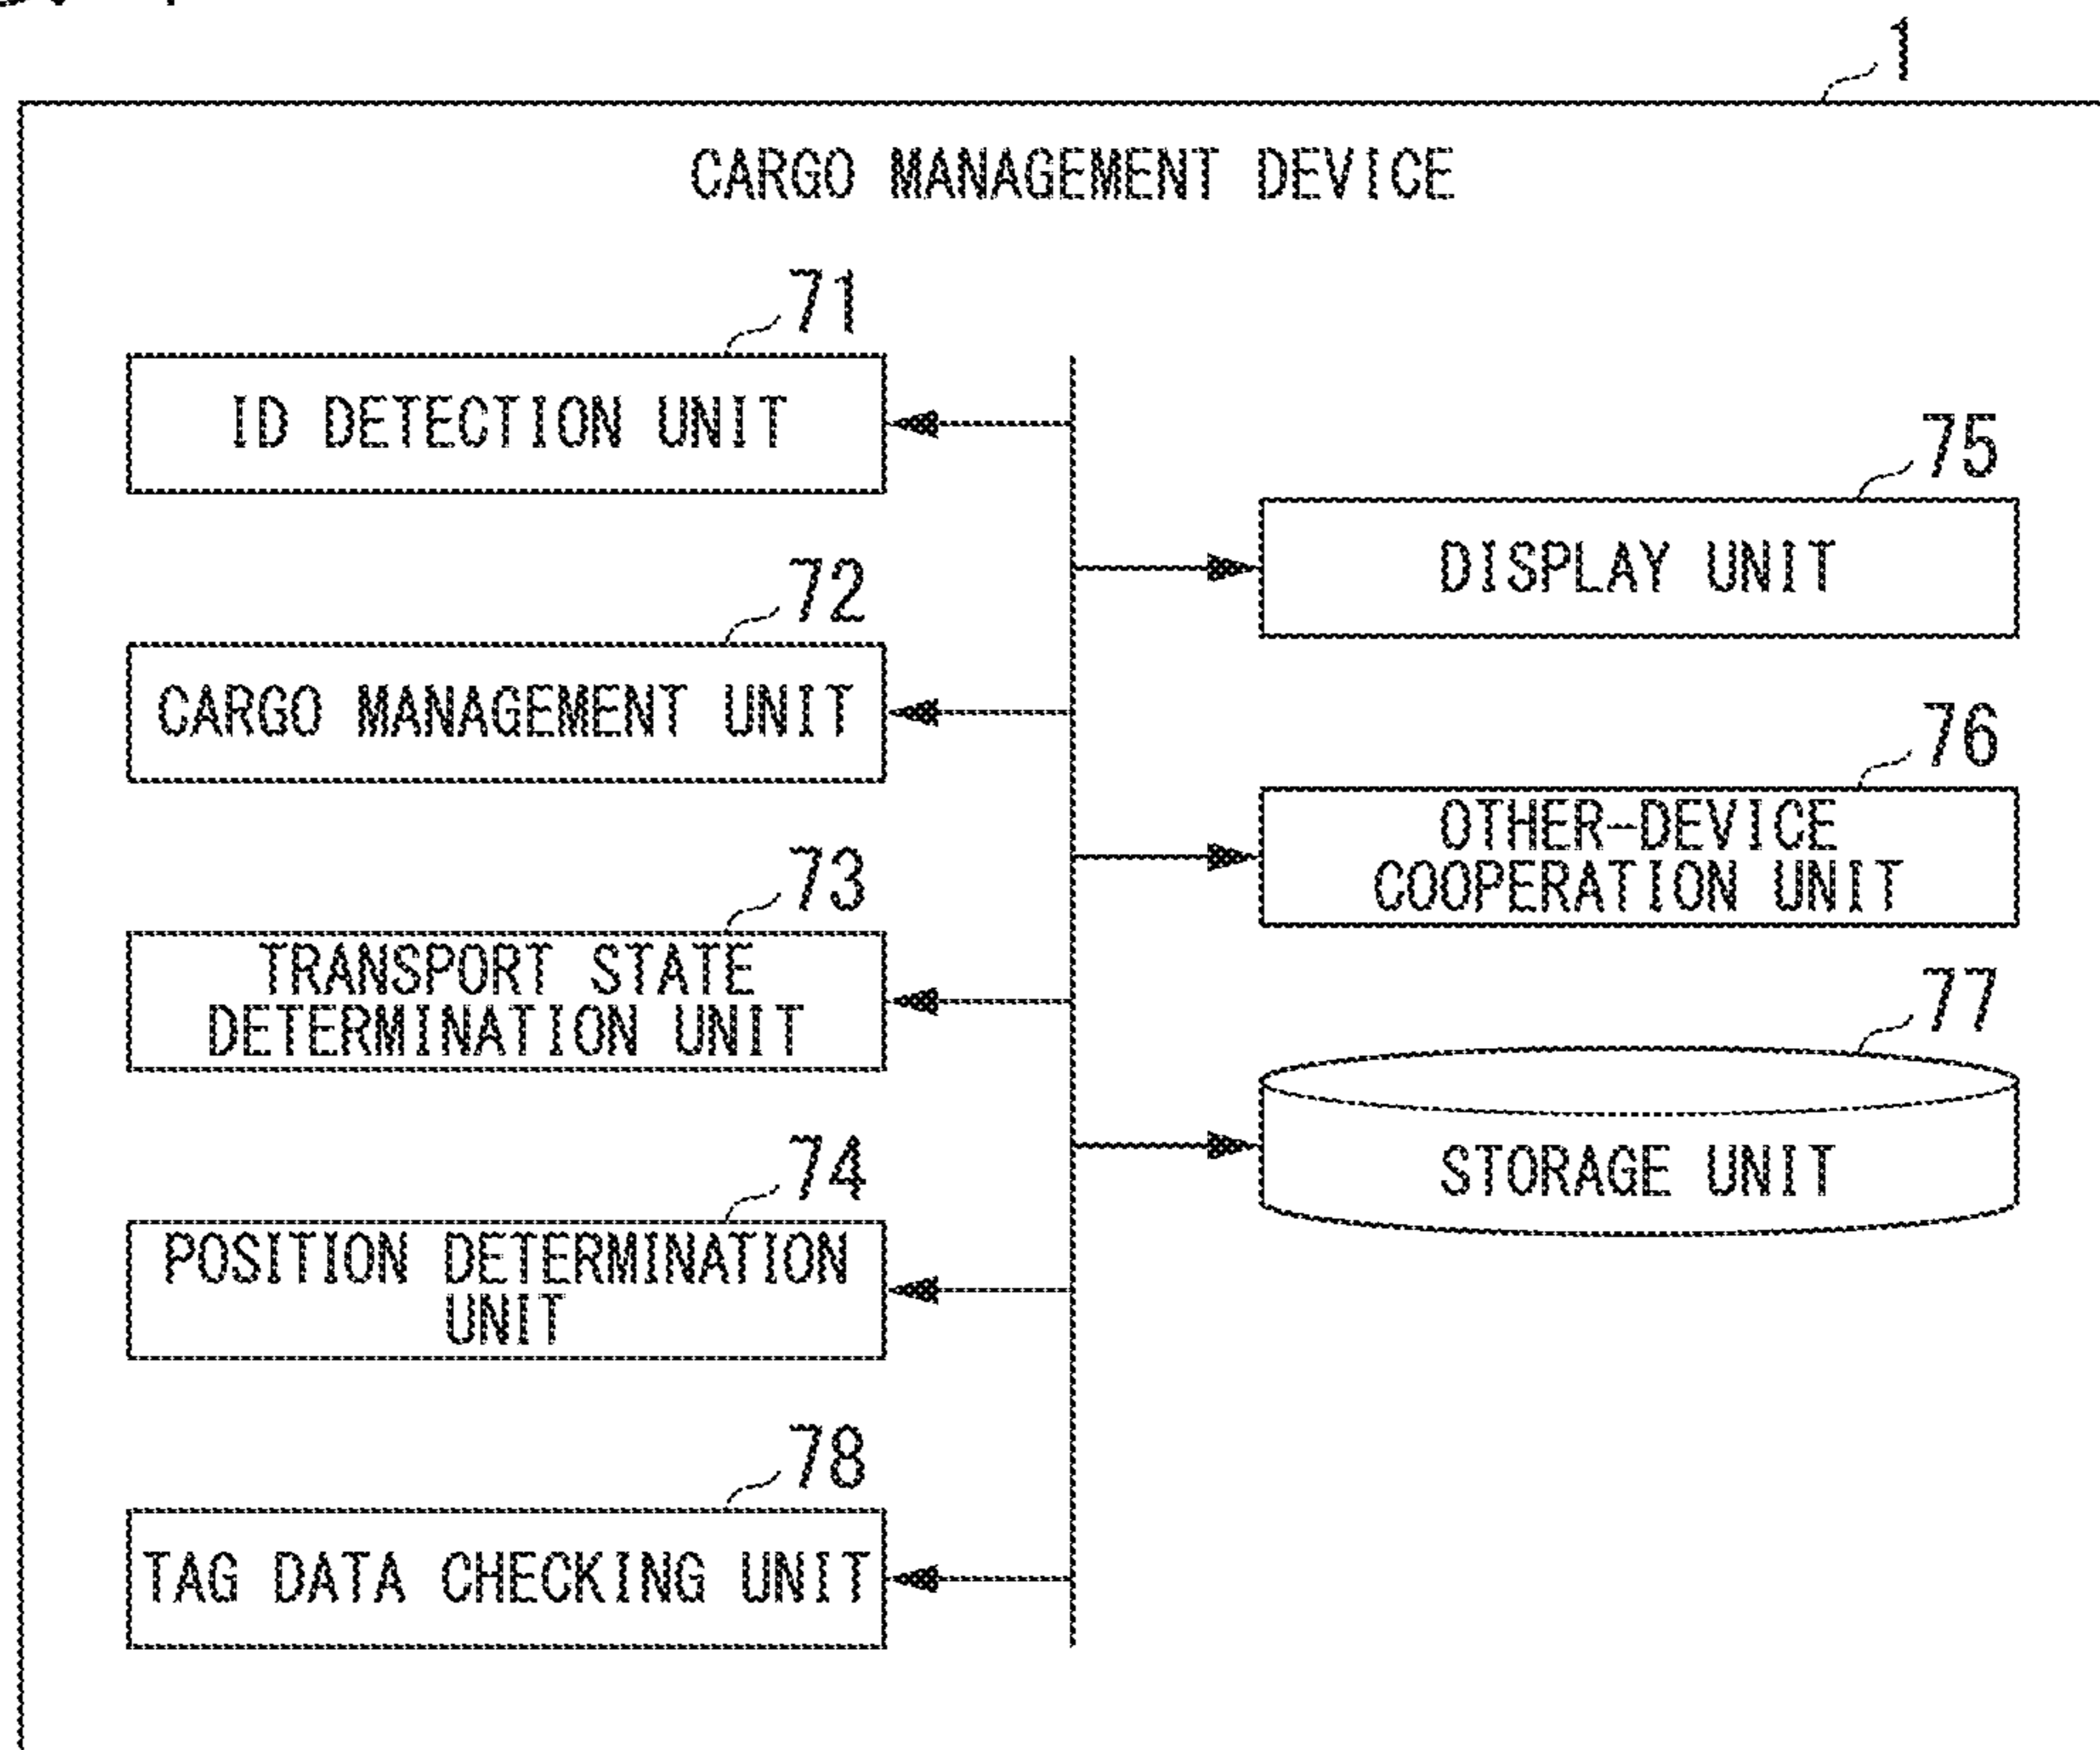 1
CARGO MANAGEMENT DEVICE
71
ID DETECTION UNIT
72
CARGO MANAGEMENT UNIT
73
TRANSPORT STATE
DETERMINATION UNIT
74
POSITION DETERMINATION
UNIT
78
TAG DATA CHECKING UNIT
75
DISPLAY UNIT
76
OTHER-DEVICE
COOPERATION UNIT
77
STORAGE UNIT